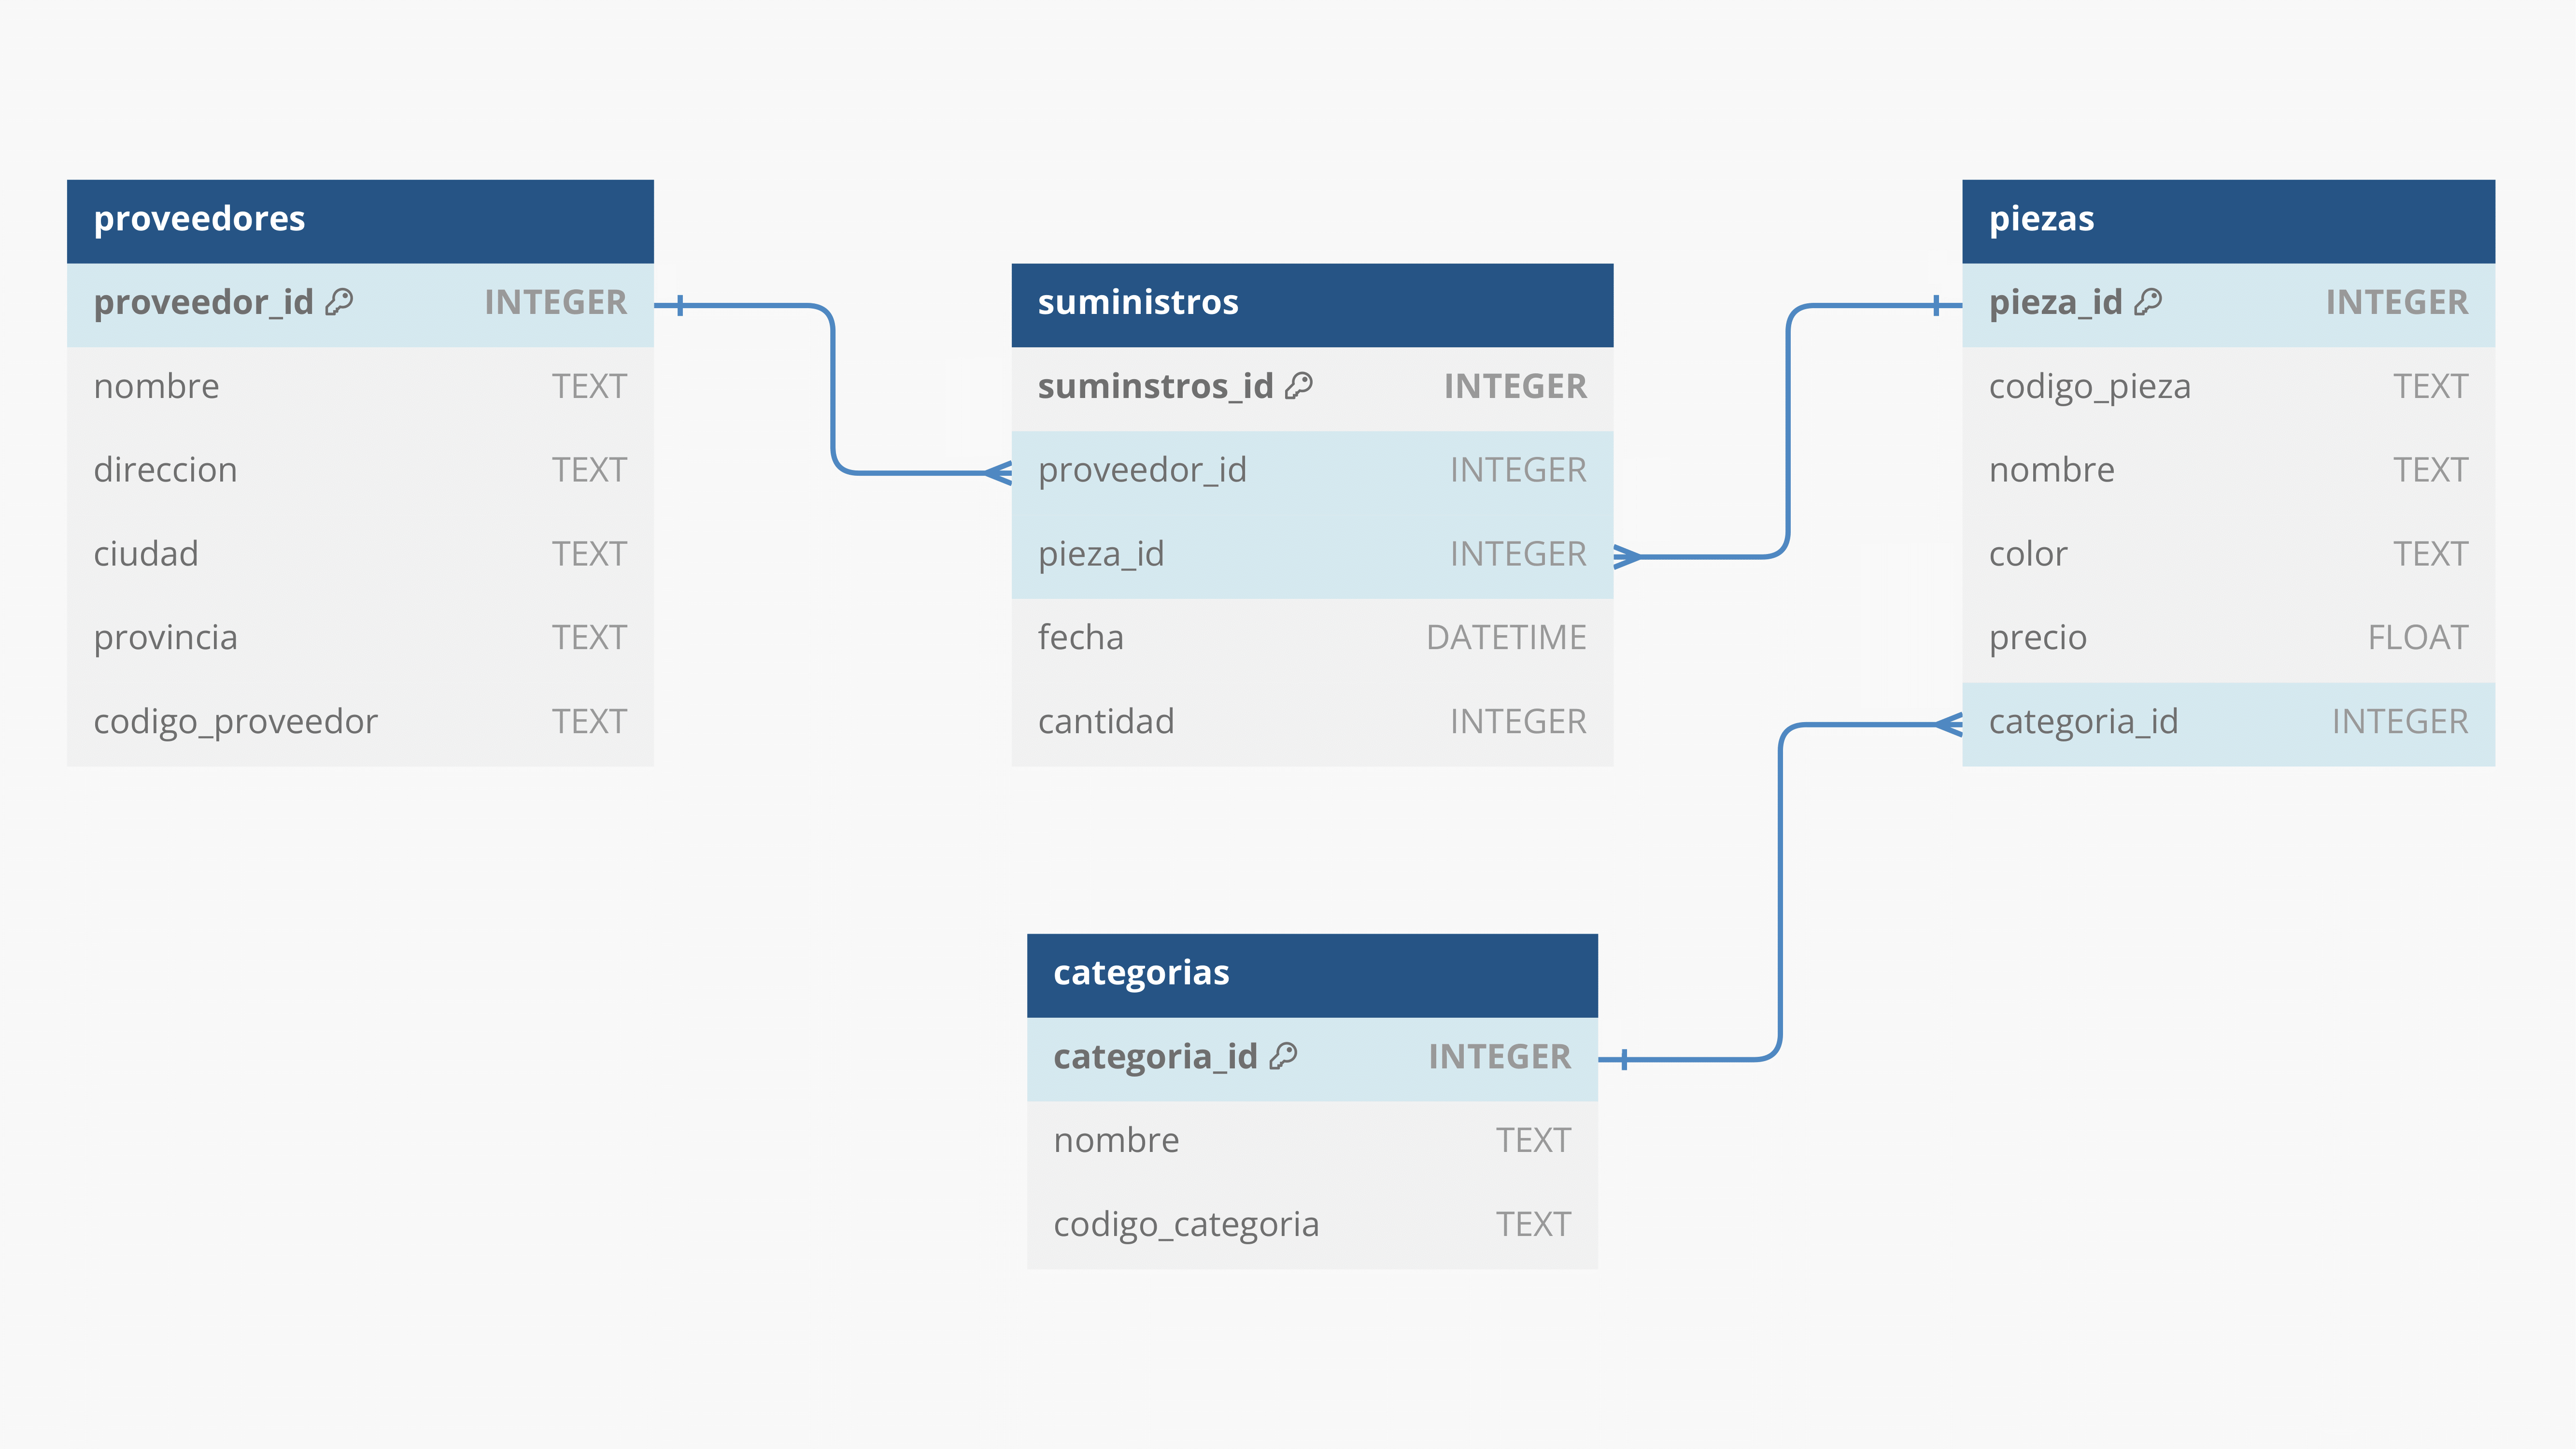 proveedores
proveedor_id INTEGER
nombre TEXT
direccion TEXT
ciudad TEXT
provincia TEXT
codigo_proveedor TEXT
suministros
suminstros_id INTEGER
proveedor_id INTEGER
pieza_id INTEGER
fecha DATETIME
cantidad INTEGER
piezas
pieza_id INTEGER
codigo_pieza TEXT
nombre TEXT
color TEXT
precio FLOAT
categoria_id INTEGER
categorias
categoria_id INTEGER
nombre TEXT
codigo_categoria TEXT